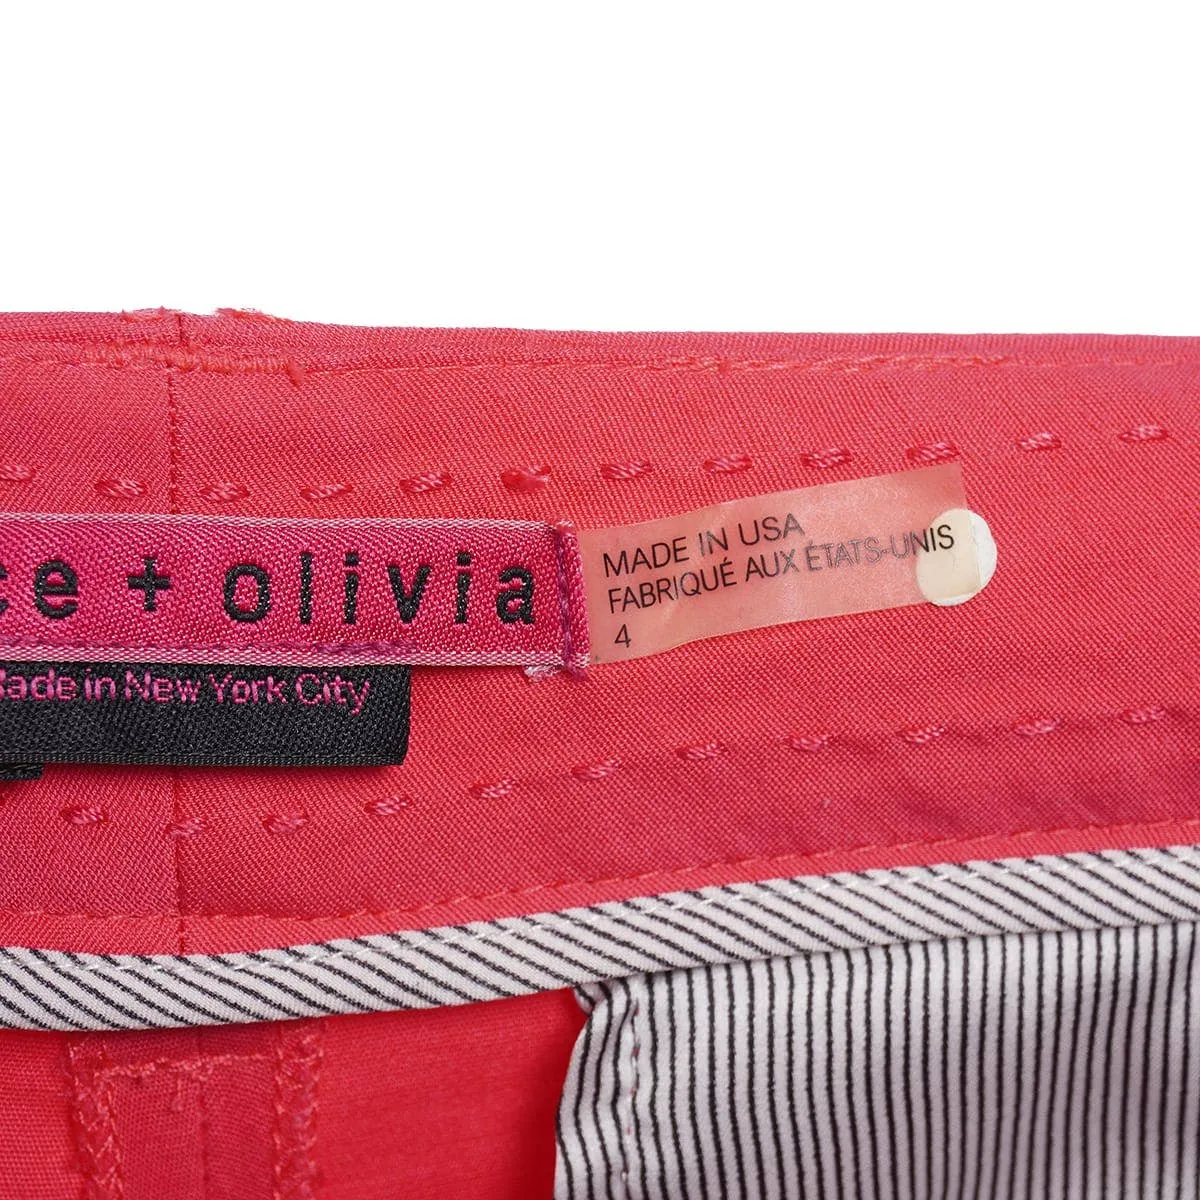 ce + olivia
Made in New York City
MADE IN USA
FABRIQUÉ AUX ÉTATS-UNIS
4